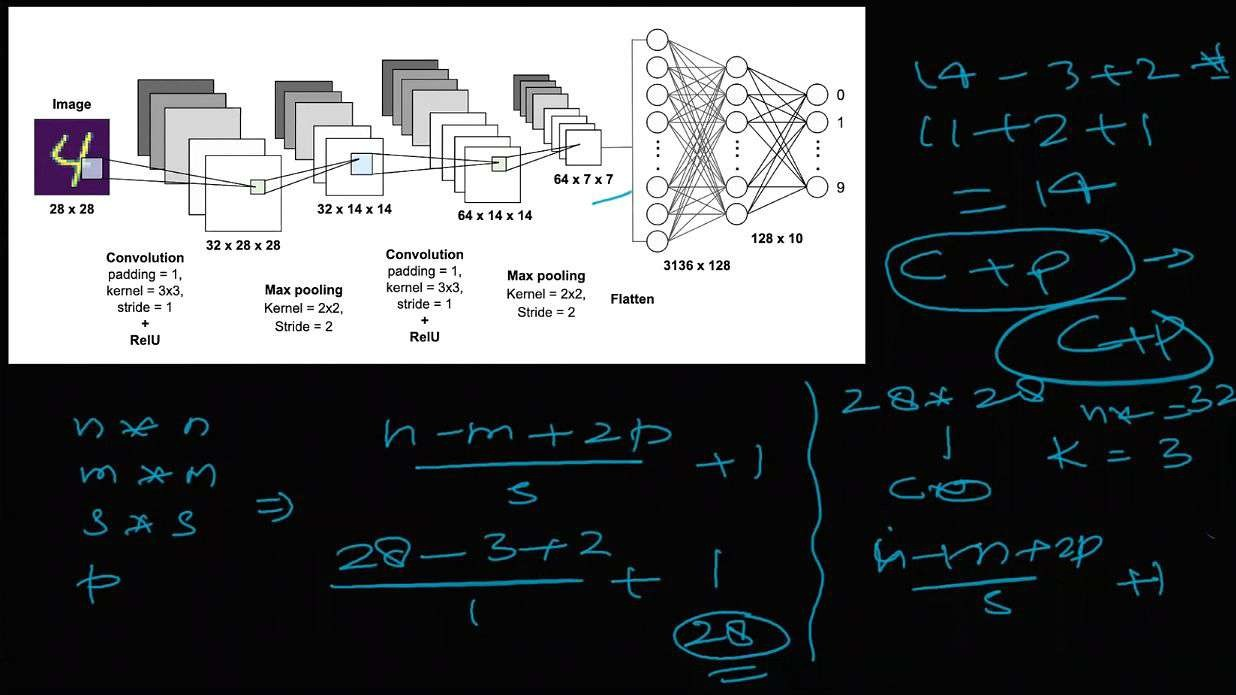 Image
28 x 28
32 x 28 x 28
32 x 14 x 14
64 x 14 x 14
64 x 7 x 7
3136 x 128
128 x 10
0
1
9
Convolution
padding = 1,
kernel = 3x3,
stride = 1
+
RelU
Max pooling
Kernel = 2x2,
Stride = 2
Convolution
padding = 1,
kernel = 3x3,
stride = 1
+
RelU
Max pooling
Kernel = 2x2,
Stride = 2
Flatten
14 - 3 + 2
11 + 2 + 1
= 14
C + P →
C + P
n * n
m * m
s * s ⇒
p
n - m + 2p
s
+ 1
28 - 3 + 2
1
+ 1
28
28 * 28
= 32
1
K = 3
n - m + 2p
s
+ 1